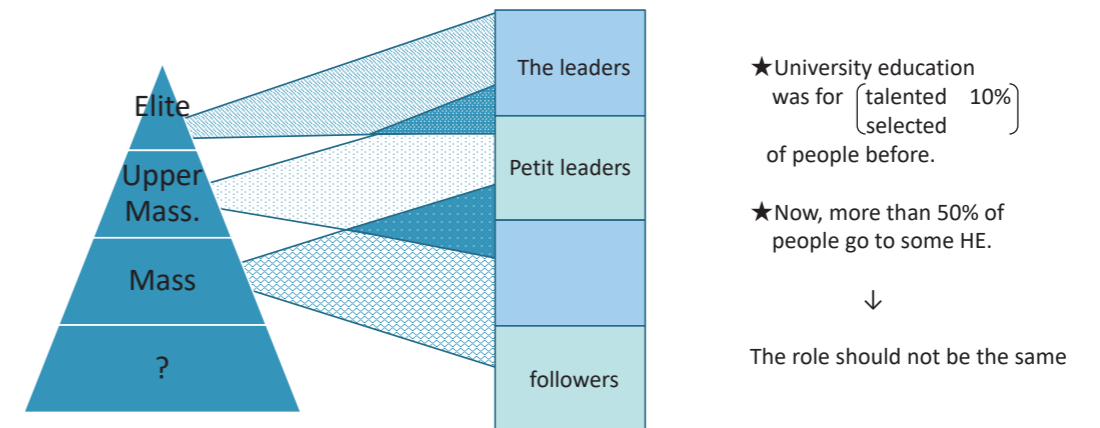 Elite
Upper
Mass.
Mass
?
The leaders
Petit leaders
followers
★University education
was for talented 10%
selected
of people before.
★Now, more than 50% of
people go to some HE.
↓
The role should not be the same